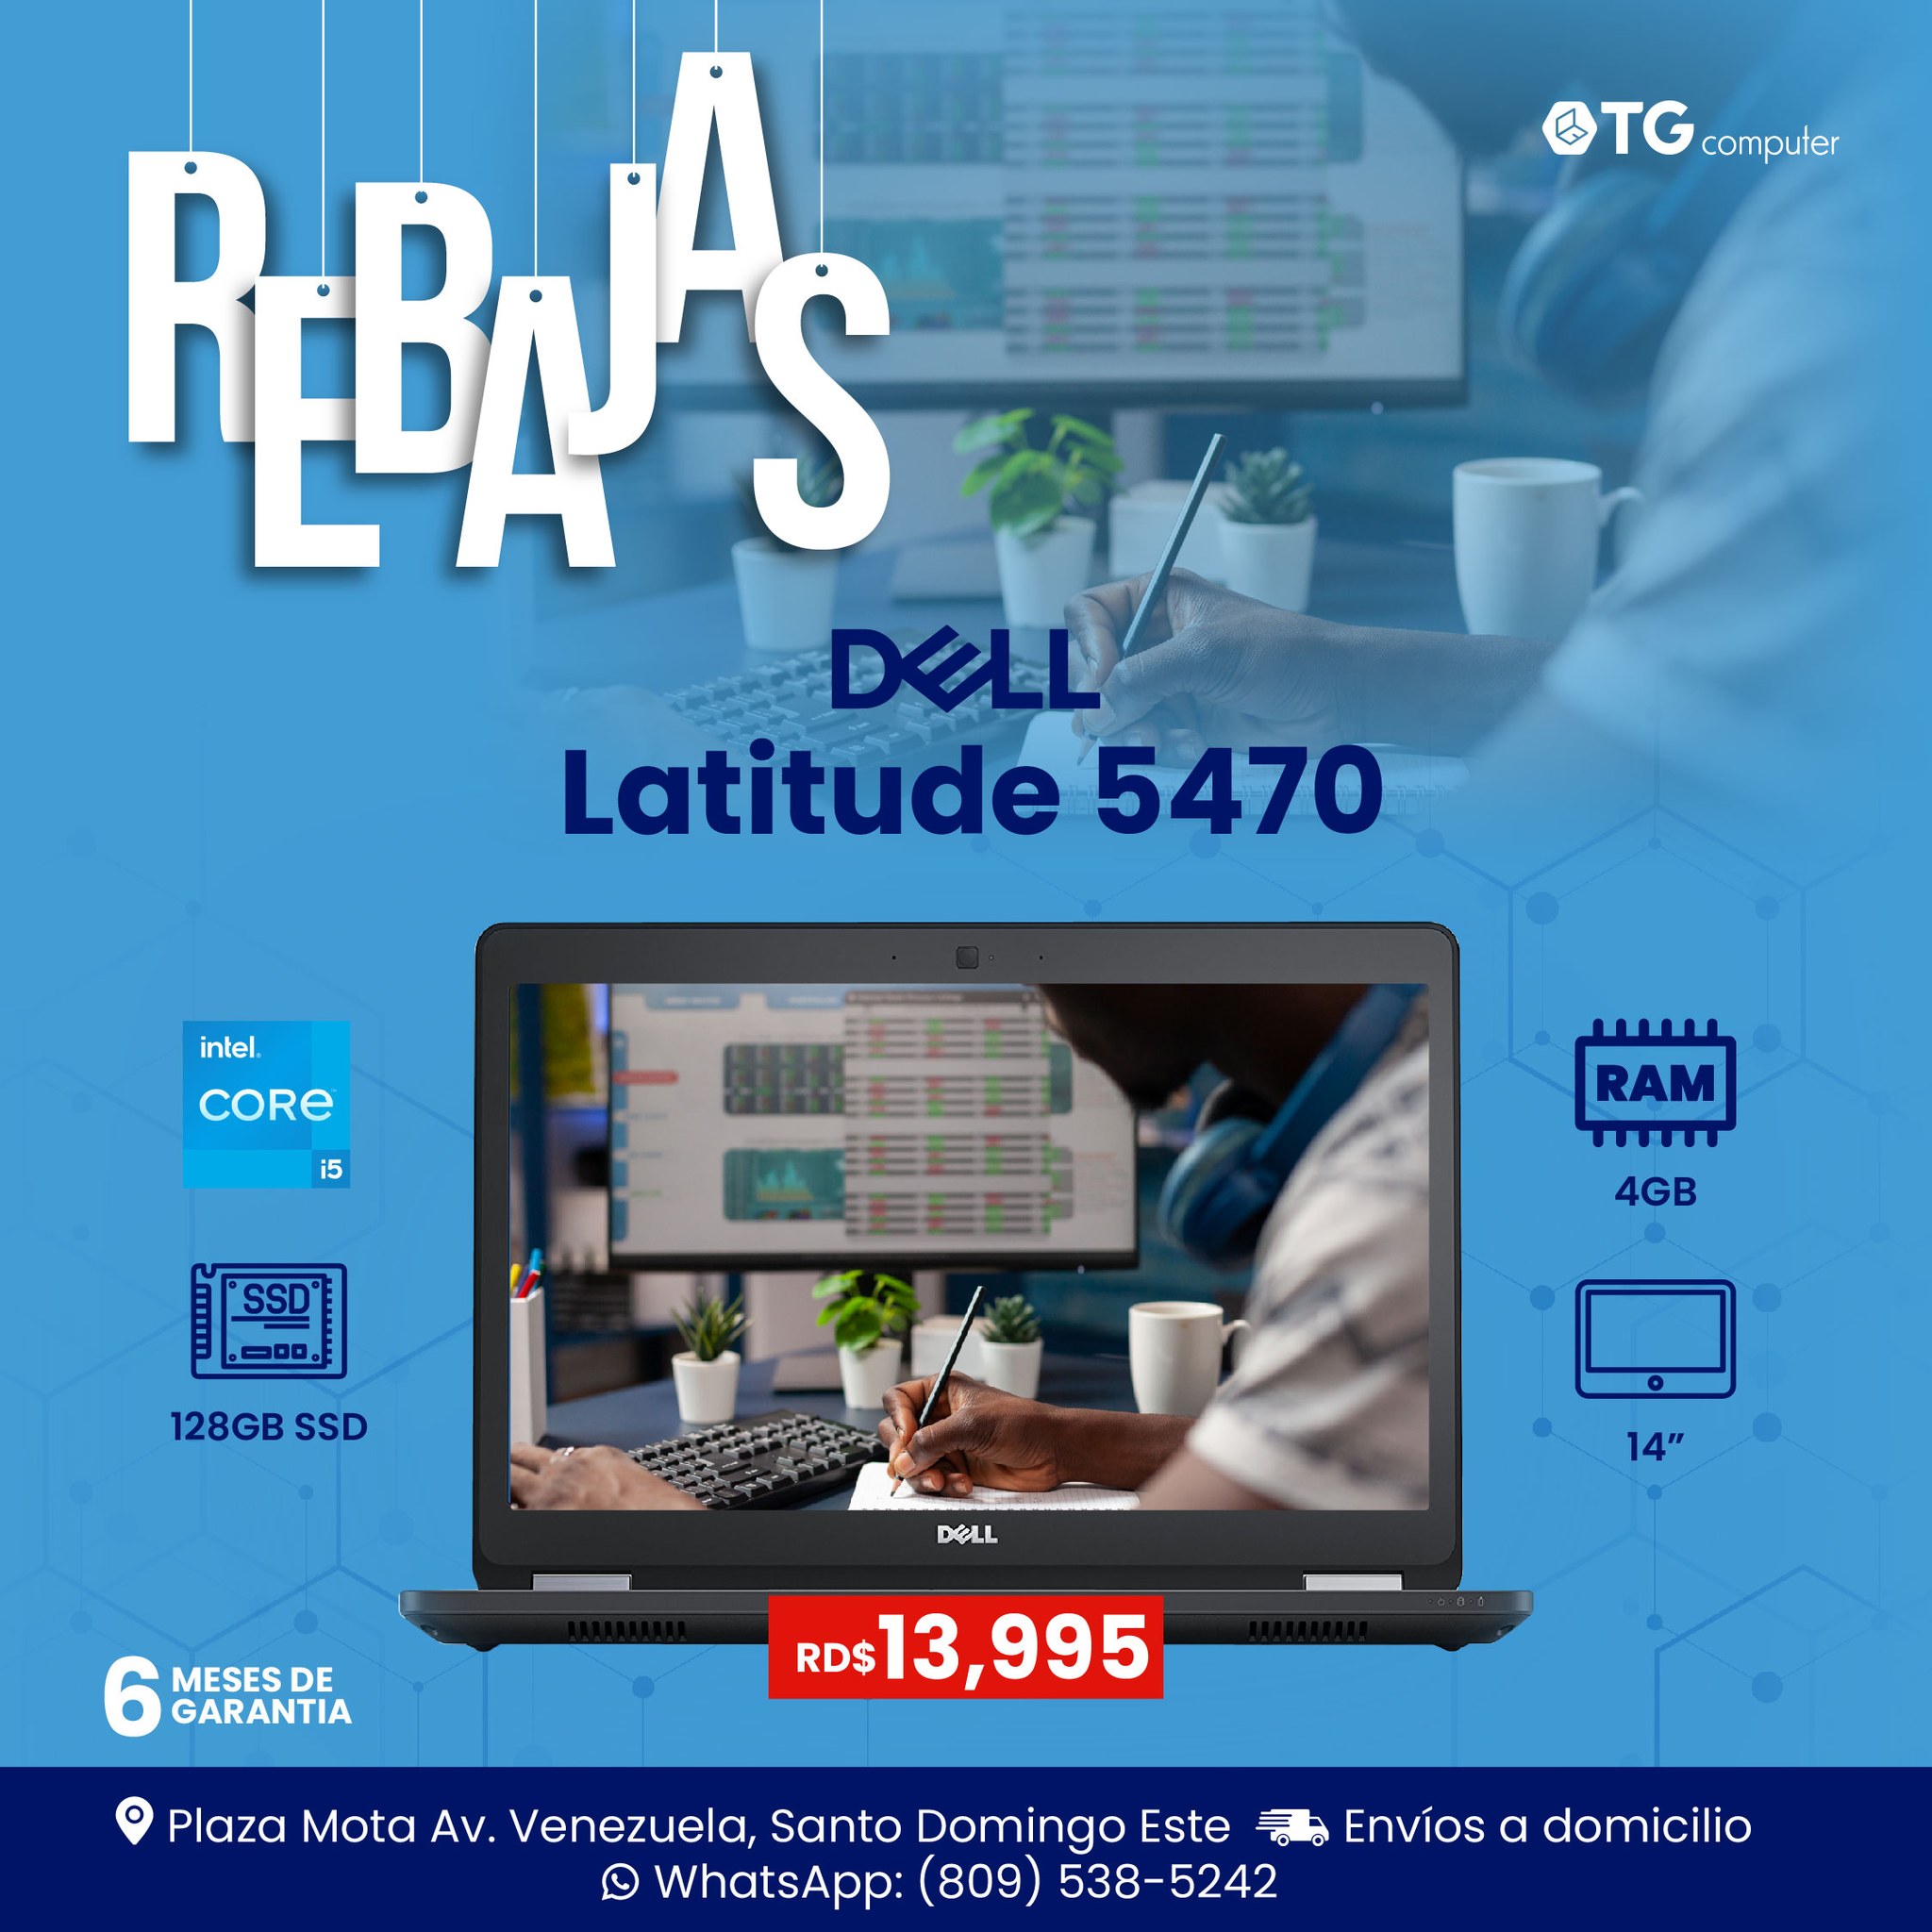 REBAJAS
TG computer
DELL
Latitude 5470
intel.
CORe™
i5
RAM
4GB
SSD
128GB SSD
14”
DELL
RD$13,995
6 MESES DE
GARANTIA
Plaza Mota Av. Venezuela, Santo Domingo Este Envíos a domicilio
WhatsApp: (809) 538-5242